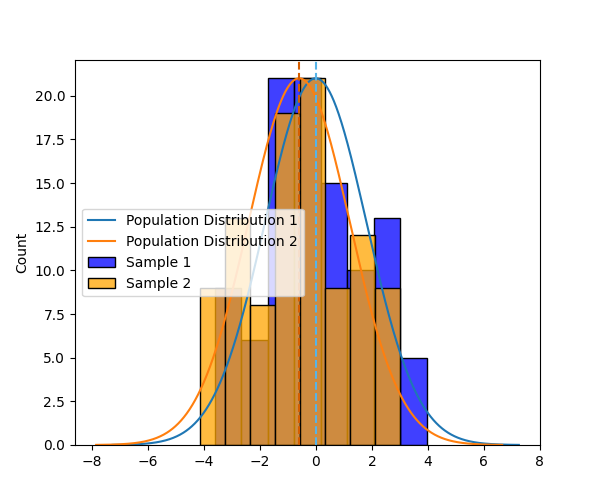 20.0
17.5
15.0
12.5
10.0
7.5
5.0
2.5
0.0
Count
Population Distribution 1
Population Distribution 2
Sample 1
Sample 2
−8 −6 −4 −2 0 2 4 6 8